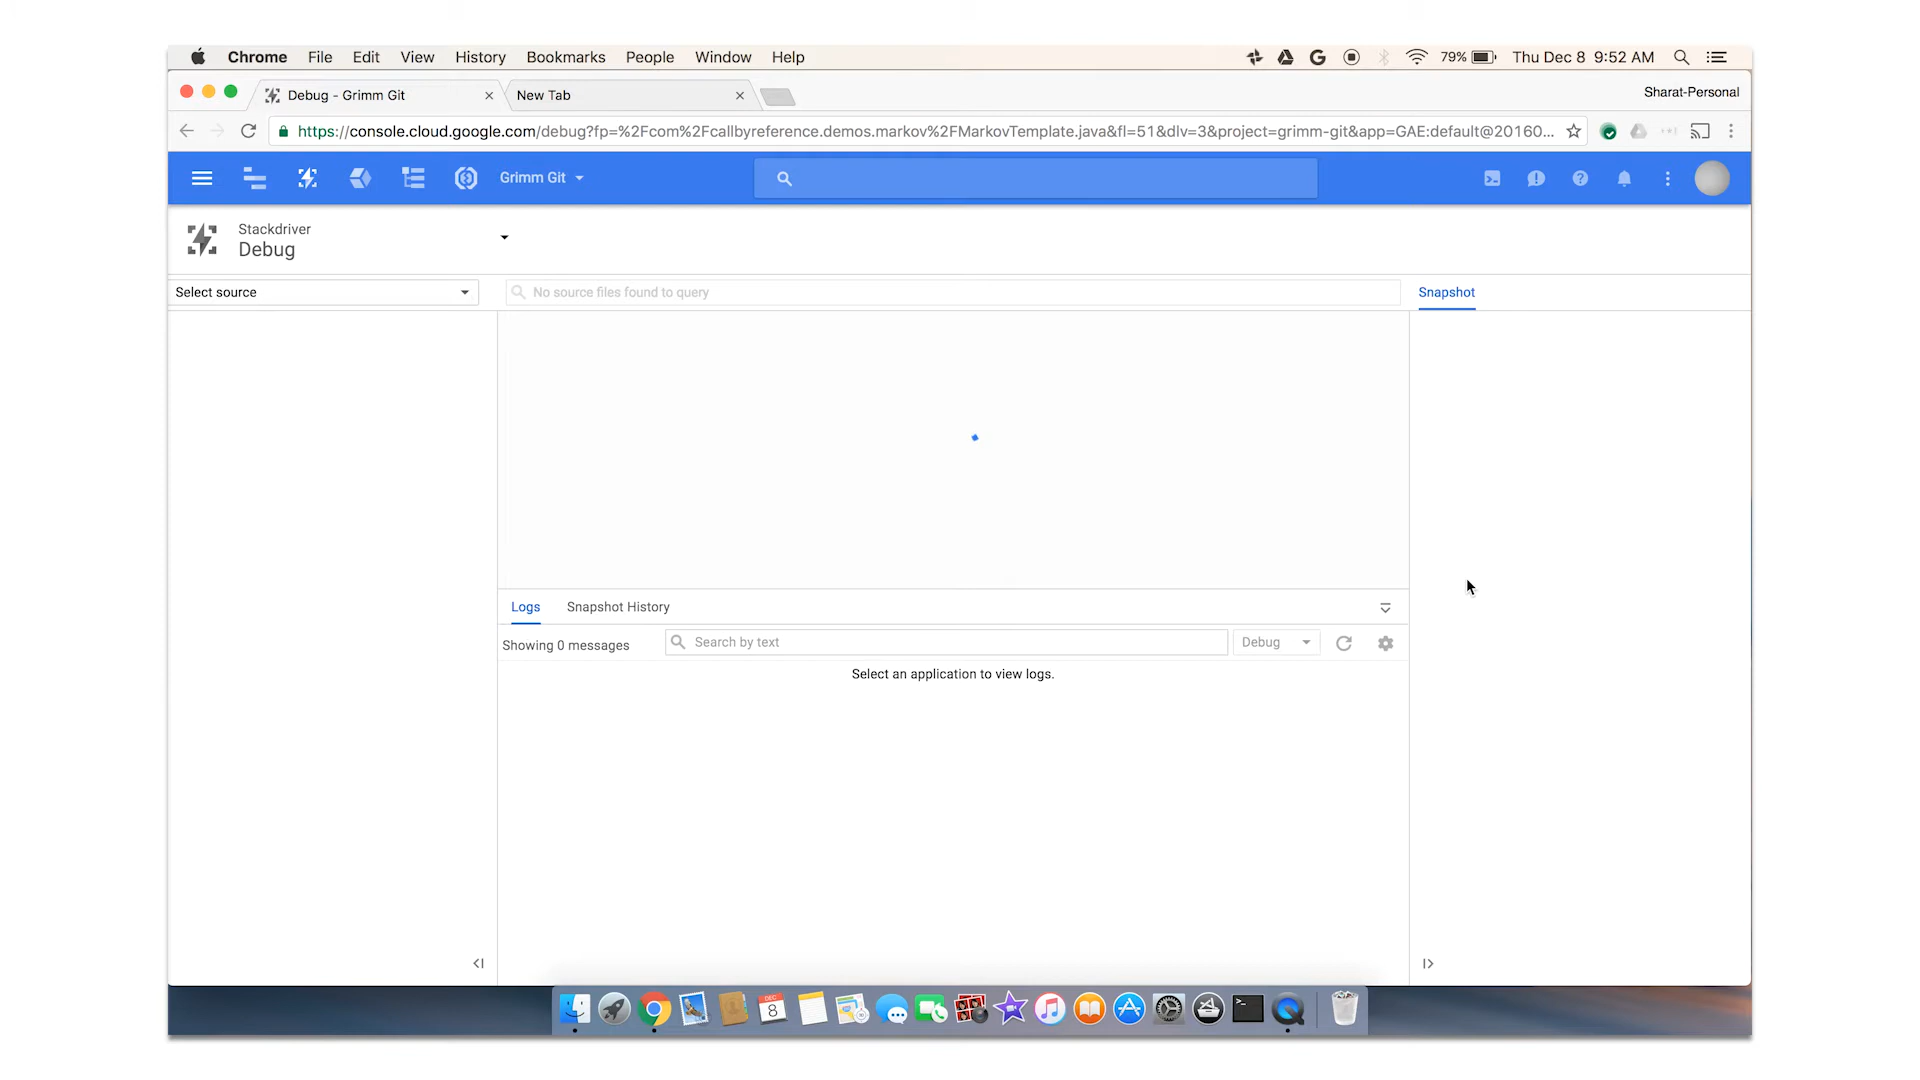 Chrome File Edit View History Bookmarks People Window Help 79% Thu Dec 8 9:52 AM
Debug - Grimm Git New Tab Sharat-Personal
https://console.cloud.google.com/debug?fp=%2Fcom%2Fcallbyreference.demos.markov%2FMarkovTemplate.java&fl=51&dlv=3&project=grimm-git&app=GAE:default@20160...
Grimm Git
Stackdriver
Debug
Select source No source files found to query Snapshot
Logs Snapshot History
Showing 0 messages Search by text Debug
Select an application to view logs.
DEC
8